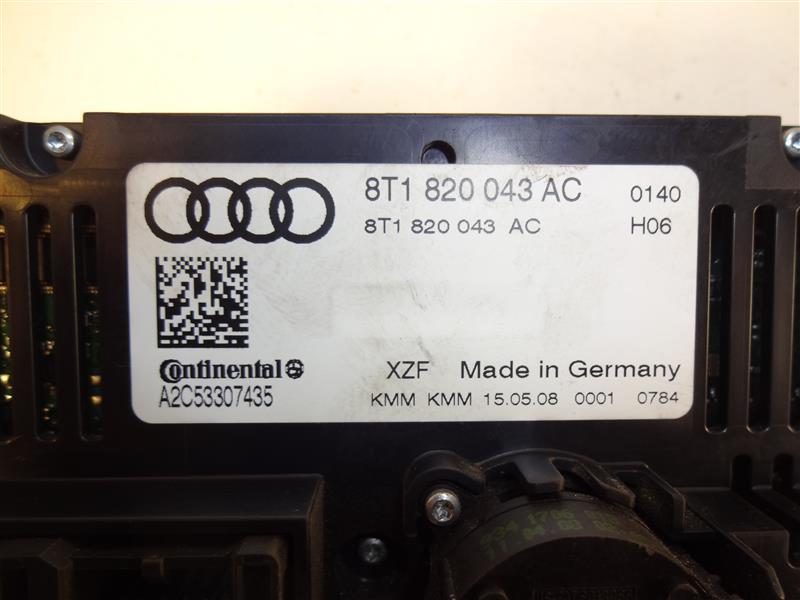 8T1 820 043 AC 0140
8T1 820 043 AC H06
Continental
A2C53307435
XZF Made in Germany
KMM KMM 15.05.08 0001 0784